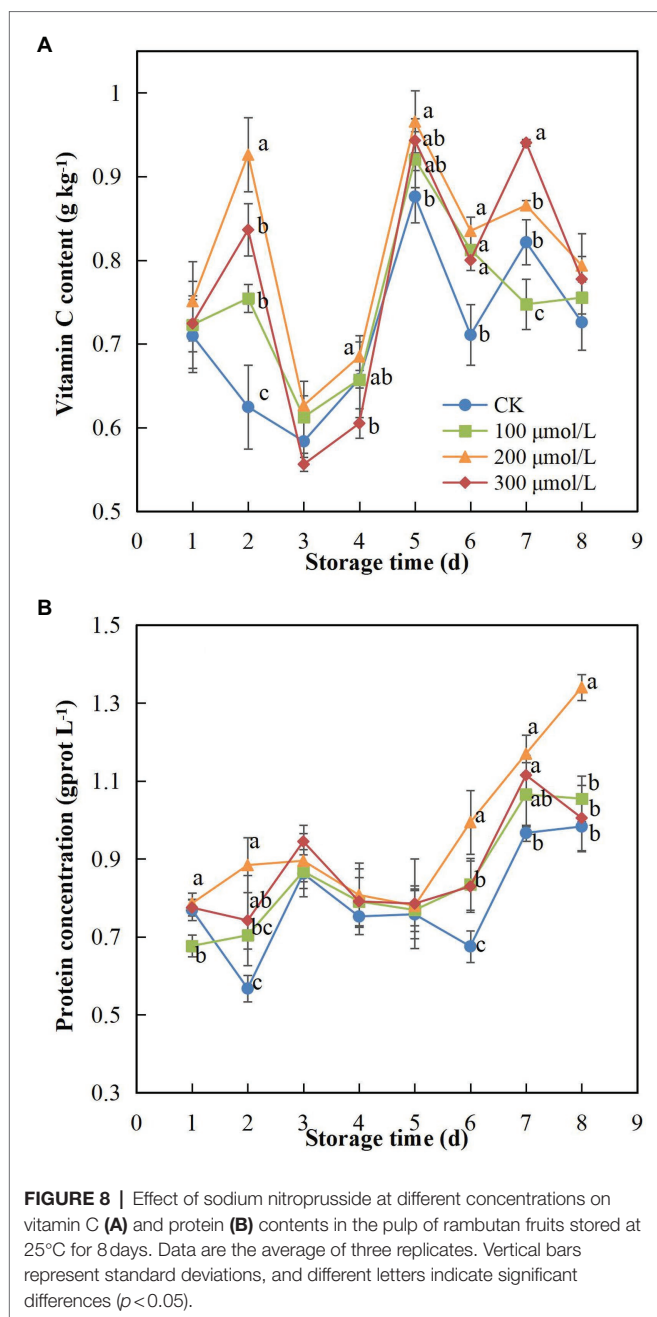 A
Vitamin C content (g kg⁻¹)
1
0.9
0.8
0.7
0.6
0.5
a
b
b
c
a
ab
b
a
ab
ab
b
a
a
a
b
a
b
b
c
CK
100 μmol/L
200 μmol/L
300 μmol/L
0 1 2 3 4 5 6 7 8 9
Storage time (d)
B
Protein concentration (gprot L⁻¹)
1.5
1.3
1.1
0.9
0.7
0.5
0.3
a
b
a
ab
bc
c
a
b
c
a
a
ab
b
a
b
b
b
0 1 2 3 4 5 6 7 8 9
Storage time (d)
FIGURE 8 | Effect of sodium nitroprusside at different concentrations on
vitamin C (A) and protein (B) contents in the pulp of rambutan fruits stored at
25°C for 8 days. Data are the average of three replicates. Vertical bars
represent standard deviations, and different letters indicate significant
differences (p < 0.05).